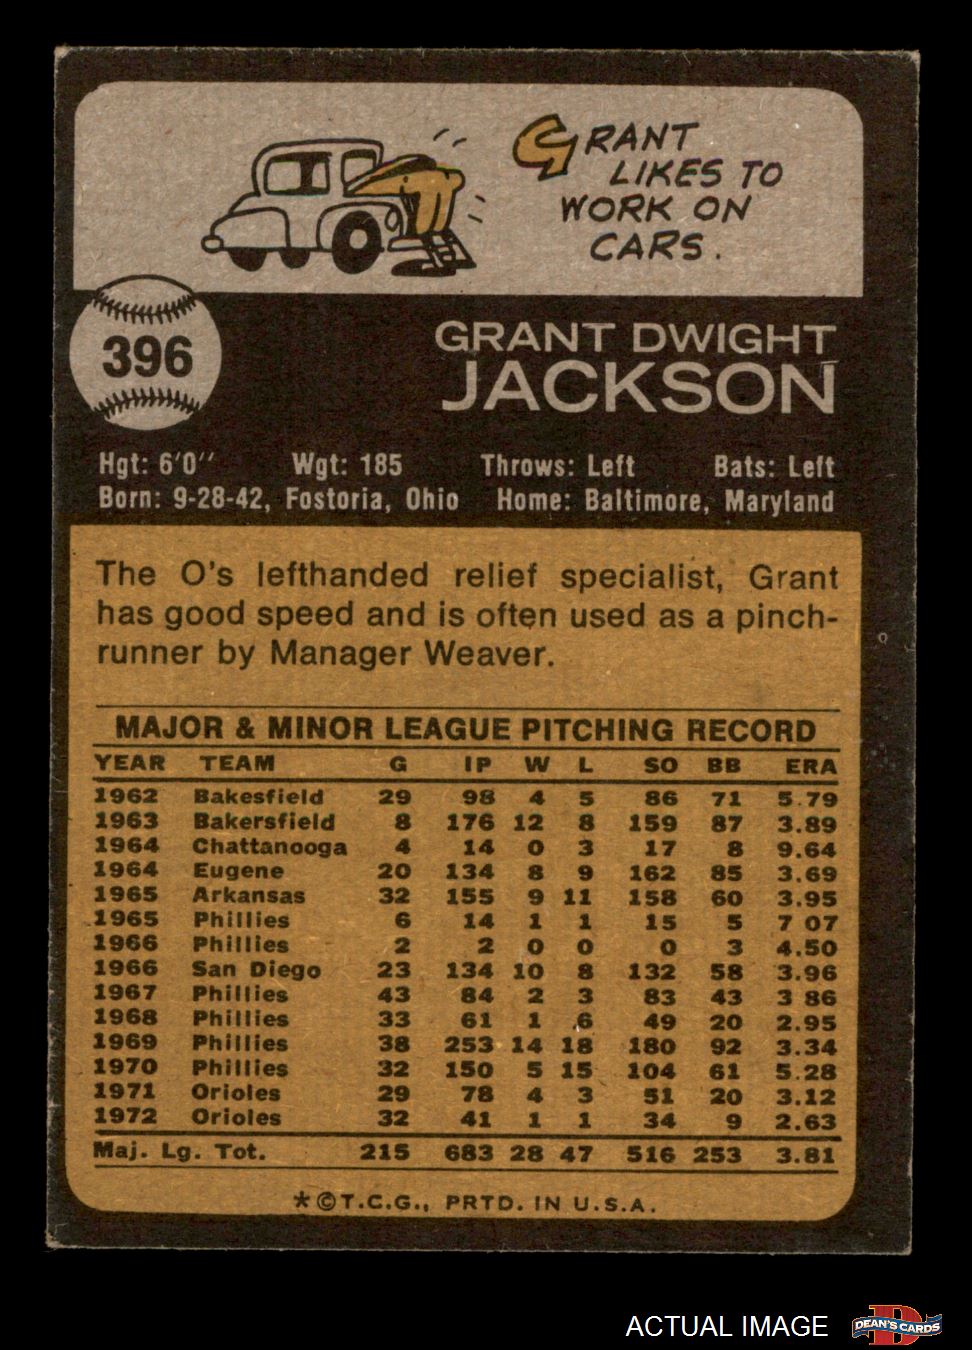 GRANT
LIKES TO
WORK ON
CARS.
396
GRANT DWIGHT
JACKSON
Hgt: 6'0'' Wgt: 185 Throws: Left Bats: Left
Born: 9-28-42, Fostoria, Ohio Home: Baltimore, Maryland
The O's lefthanded relief specialist, Grant
has good speed and is often used as a pinch-
runner by Manager Weaver.
MAJOR & MINOR LEAGUE PITCHING RECORD
YEAR TEAM G IP W L SO BB ERA
1962 Bakesfield 29 98 4 5 86 71 5.79
1963 Bakersfield 8 176 12 8 159 87 3.89
1964 Chattanooga 4 14 0 3 17 8 9.64
1964 Eugene 20 134 8 9 162 85 3.69
1965 Arkansas 32 155 9 11 158 60 3.95
1965 Phillies 6 14 1 1 15 5 7 07
1966 Phillies 2 2 0 0 0 3 4.50
1966 San Diego 23 134 10 8 132 58 3.96
1967 Phillies 43 84 2 3 83 43 3 86
1968 Phillies 33 61 1 6 49 20 2.95
1969 Phillies 38 253 14 18 180 92 3.34
1970 Phillies 32 150 5 15 104 61 5.28
1971 Orioles 29 78 4 3 51 20 3.12
1972 Orioles 32 41 1 1 34 9 2.63
Maj. Lg. Tot. 215 683 28 47 516 253 3.81
*©T.C.G., PRTD. IN U.S.A.
ACTUAL IMAGE
D
DEAN'S CARDS